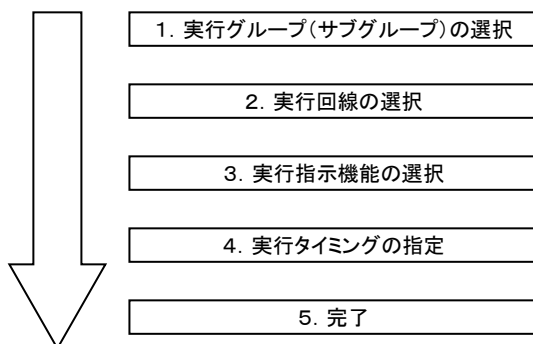 1. 実行グループ(サブグループ)の選択
2. 実行回線の選択
3. 実行指示機能の選択
4. 実行タイミングの指定
5. 完了